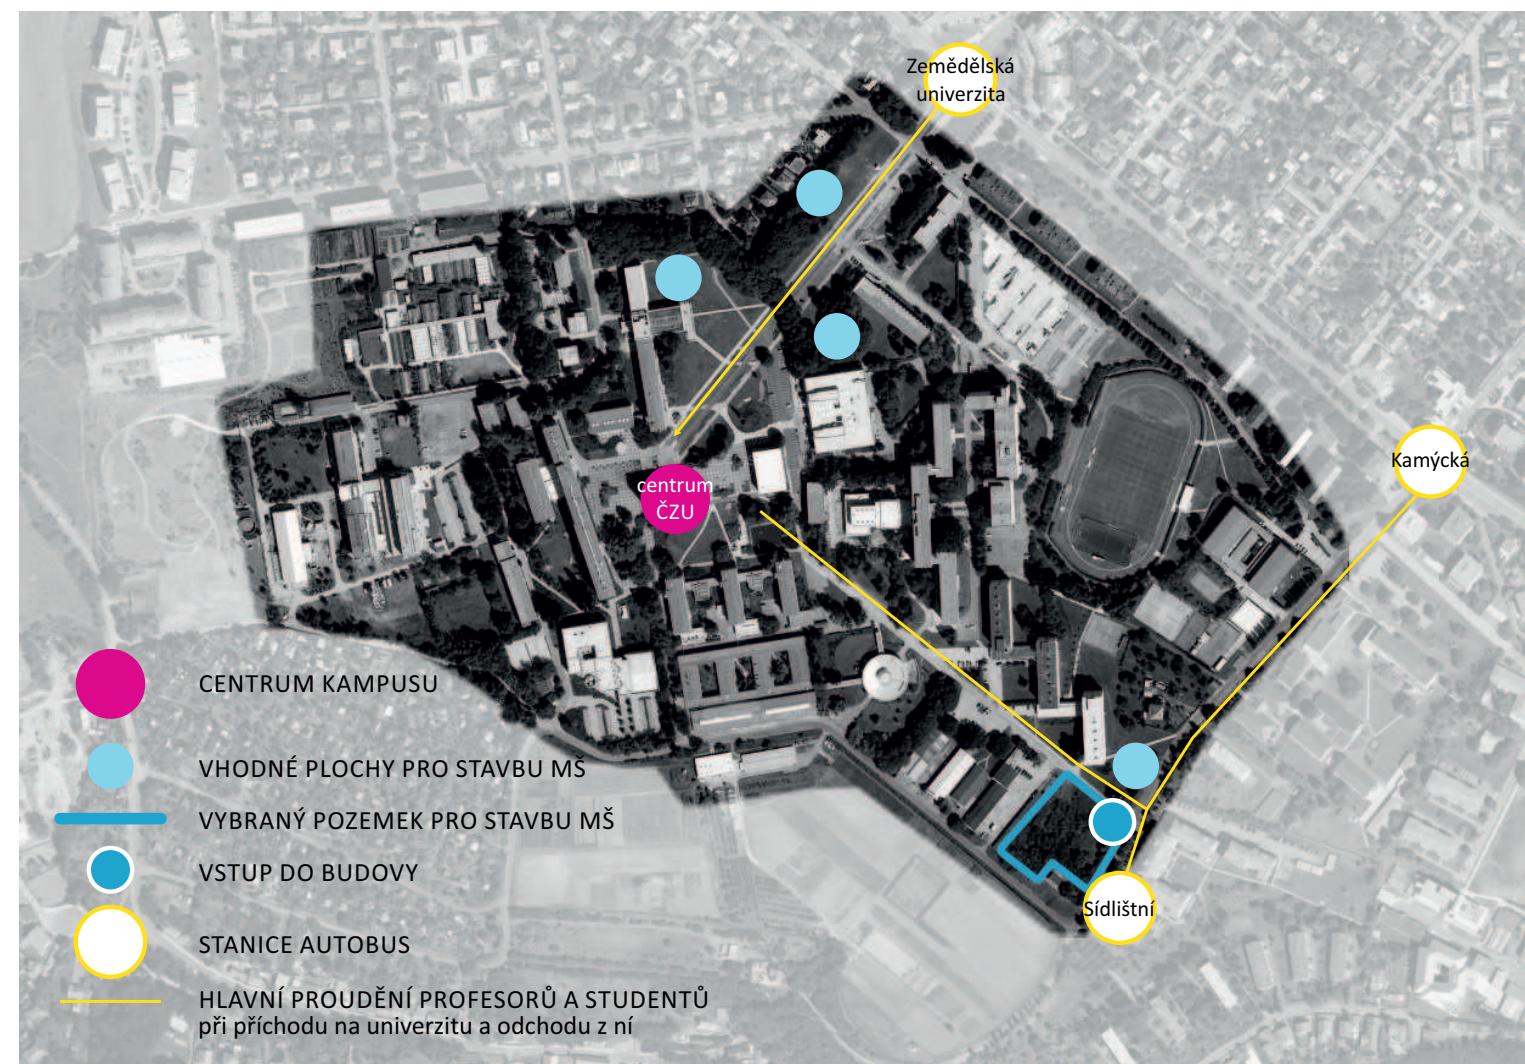 Zemědělská
univerzita
Kamýcká
centrum
ČZU
Sídlištní
CENTRUM KAMPUSU
VHODNÉ PLOCHY PRO STAVBU MŠ
VYBRANÝ POZEMEK PRO STAVBU MŠ
VSTUP DO BUDOVY
STANICE AUTOBUS
HLAVNÍ PROUDĚNÍ PROFESORŮ A STUDENTŮ
při příchodu na univerzitu a odchodu z ní